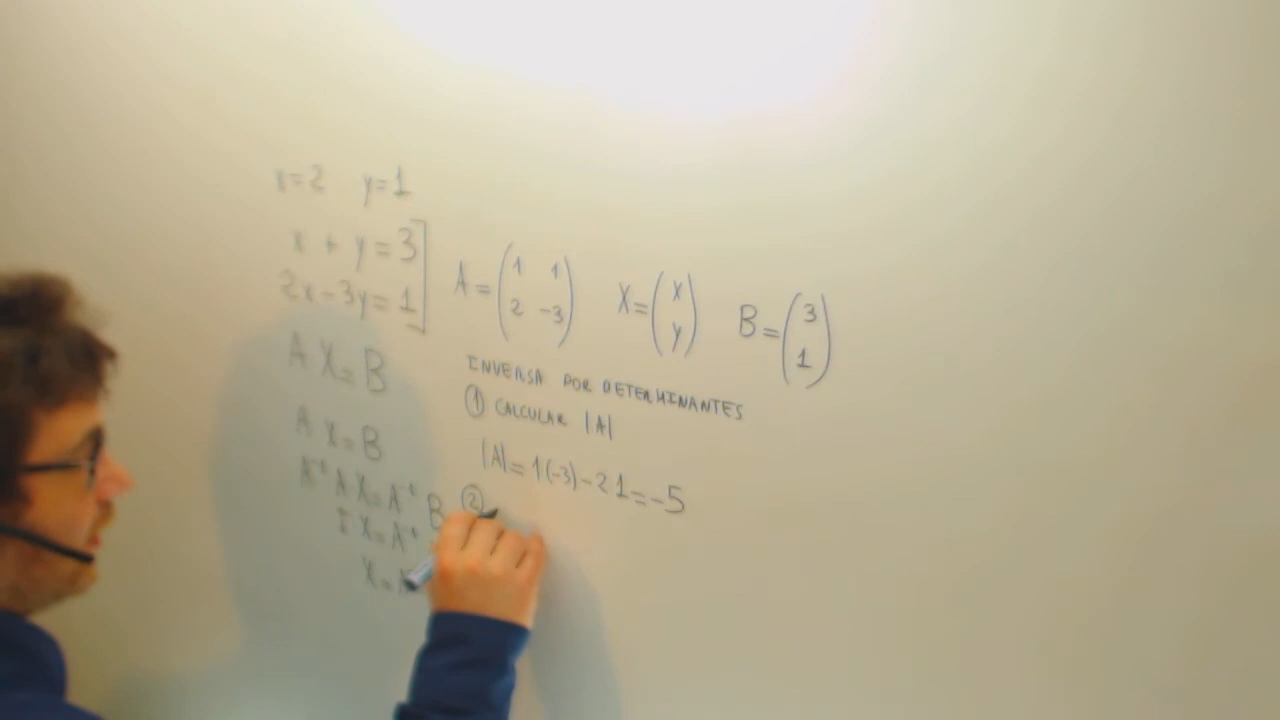 x=2 y=1
x + y = 3
2x-3y=1
A = (1 1 2 -3) X = (x y) B = (3 1)
A X = B
INVERSA POR DETERMINANTES
① CALCULAR |A|
A X = B
|A| = 1(-3) - 2 1 = -5
A⁻¹ A X = A⁻¹ B
②
I X = A⁻¹
X =